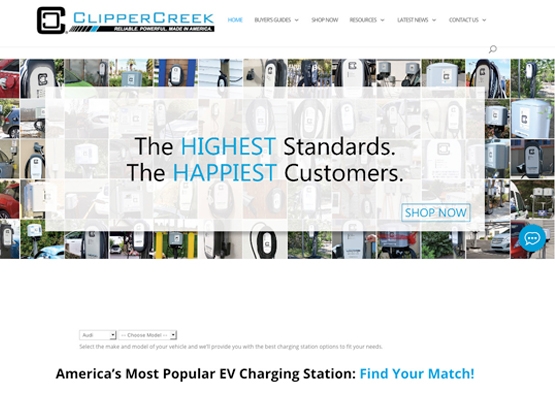 CLIPPERCREEK
RELIABLE. POWERFUL. MADE IN AMERICA.
HOME BUYER'S GUIDES SHOP NOW RESOURCES LATEST NEWS CONTACT US
The HIGHEST Standards.
The HAPPIEST Customers.
SHOP NOW
Audi -- Choose Model --
Select the make and model of your vehicle and we'll provide you with the best charging station options to fit your needs.
America's Most Popular EV Charging Station: Find Your Match!